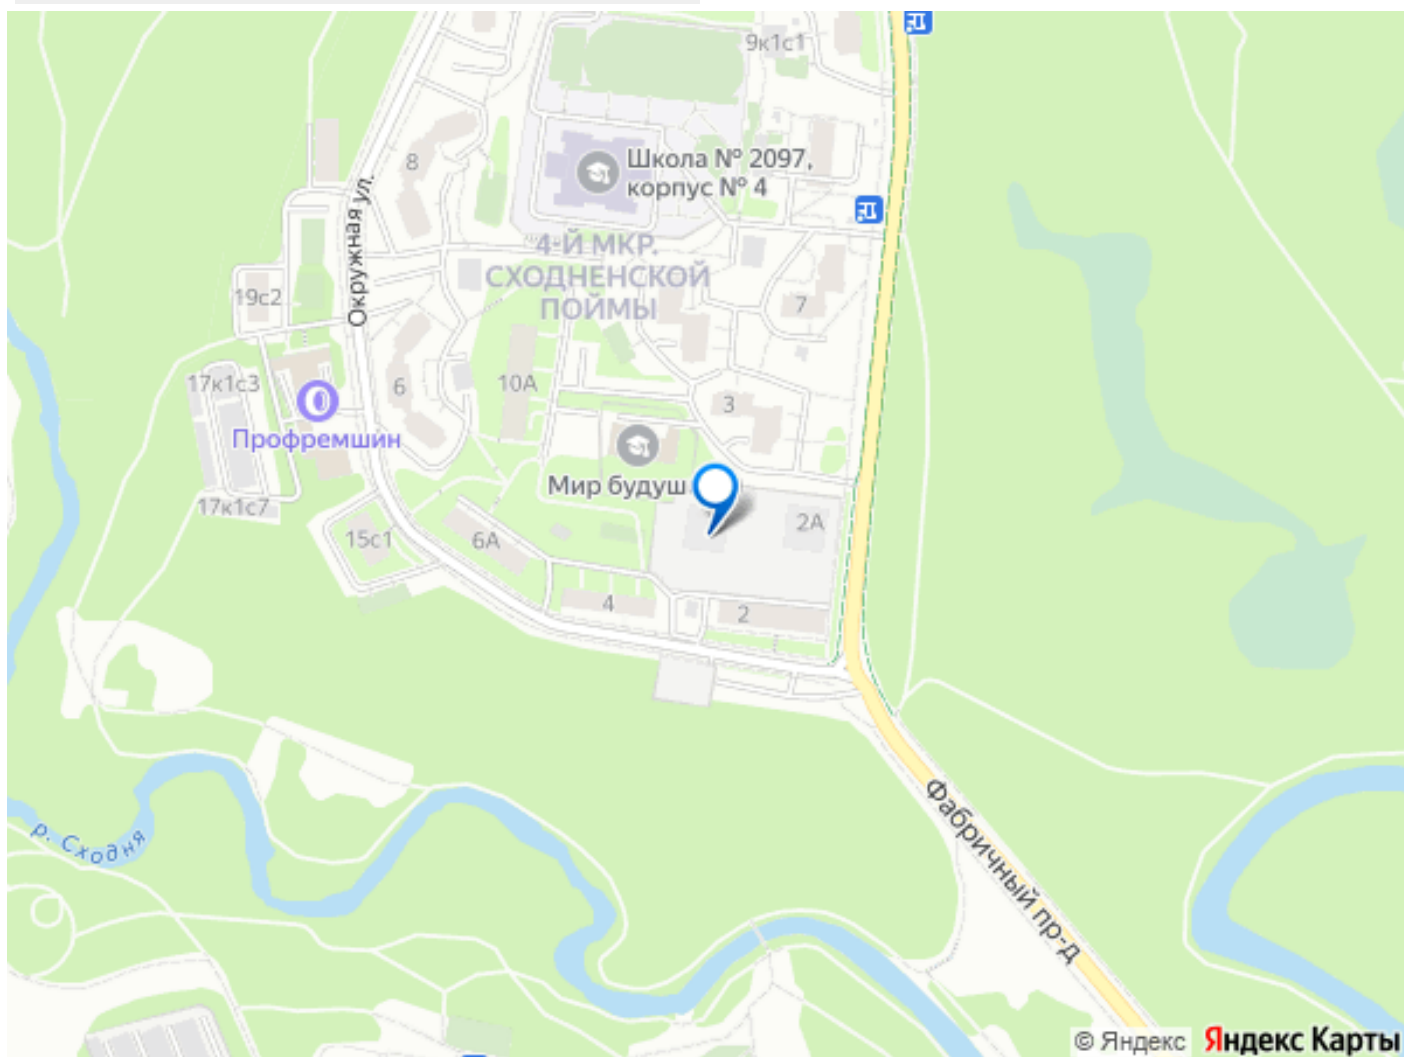 9к1с1
Школа № 2097,
корпус № 4
8
Окружная ул.
4-Й МКР.
СХОДНЕНСКОЙ
ПОЙМЫ
19с2
7
17к1с3
6
10А
3
Профремшин
Мир будуш
17к1с7
15с1
6А
2А
4
2
р. Сходня
Фабричный пр-д
© Яндекс Яндекс Карты